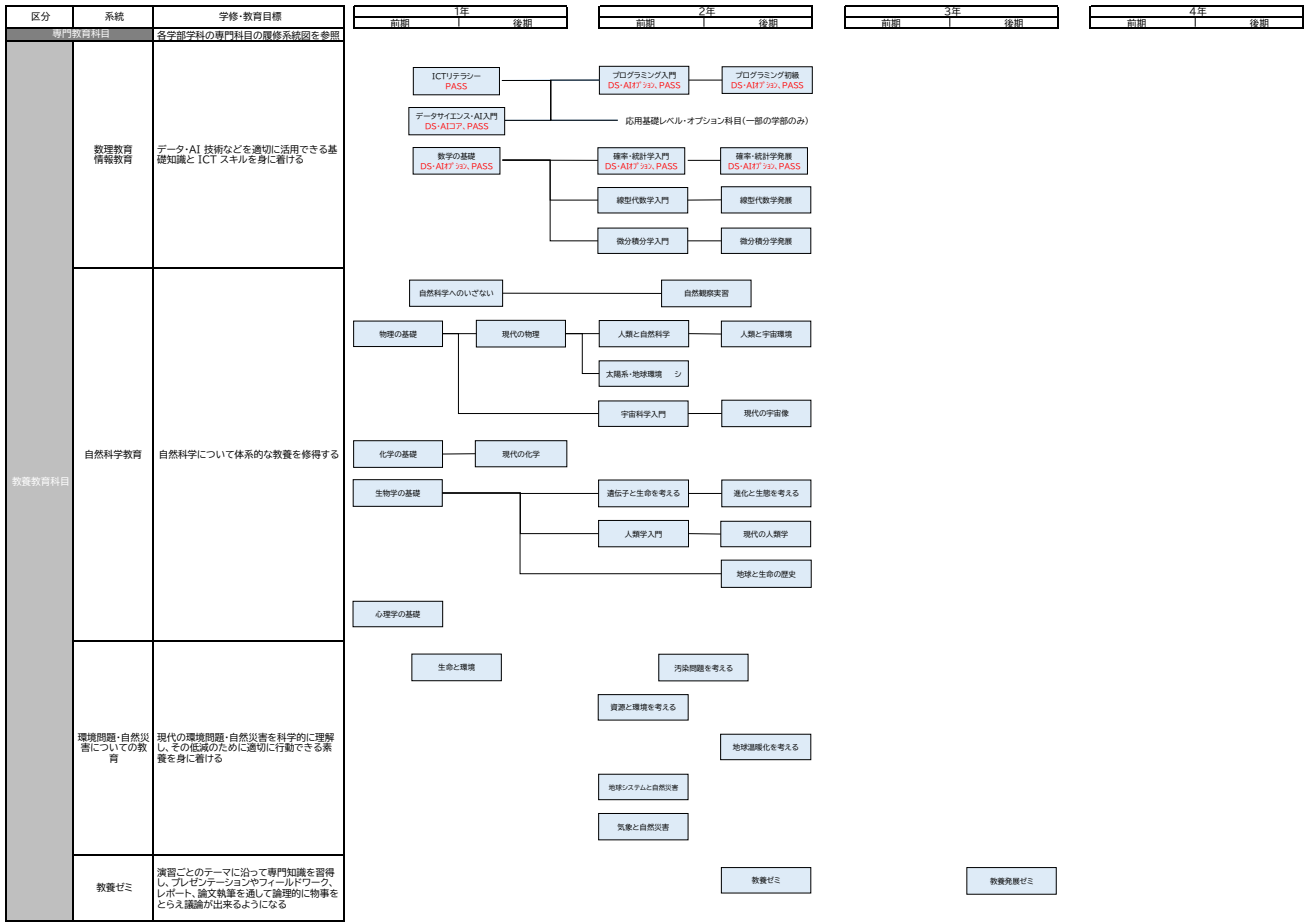 区分
系統
学修・教育目標
1年
前期
後期
2年
前期
後期
3年
前期
後期
4年
前期
後期
専門教育科目
各学部学科の専門科目の履修系統図を参照
教養教育科目
数理教育
情報教育
データ・AI 技術などを適切に活用できる基
礎知識と ICT スキルを身に着ける
ICTリテラシー
PASS
プログラミング入門
DS・AIｵﾌﾟｼｮﾝ、PASS
プログラミング初級
DS・AIｵﾌﾟｼｮﾝ、PASS
データサイエンス・AI入門
DS・AIコア、PASS
応用基礎レベル・オプション科目(一部の学部のみ)
数学の基礎
DS・AIｵﾌﾟｼｮﾝ、PASS
確率・統計学入門
DS・AIｵﾌﾟｼｮﾝ、PASS
確率・統計学発展
DS・AIｵﾌﾟｼｮﾝ、PASS
線型代数学入門
線型代数学発展
微分積分学入門
微分積分学発展
自然科学教育
自然科学について体系的な教養を修得する
自然科学へのいざない
自然観察実習
物理の基礎
現代の物理
人類と自然科学
人類と宇宙環境
太陽系・地球環境 シ
宇宙科学入門
現代の宇宙像
化学の基礎
現代の化学
生物学の基礎
遺伝子と生命を考える
進化と生態を考える
人類学入門
現代の人類学
地球と生命の歴史
心理学の基礎
環境問題・自然災
害についての教
育
現代の環境問題・自然災害を科学的に理解
し、その低減のために適切に行動できる素
養を身に着ける
生命と環境
汚染問題を考える
資源と環境を考える
地球温暖化を考える
地球システムと自然災害
気象と自然災害
教養ゼミ
演習ごとのテーマに沿って専門知識を習得
し、プレゼンテーションやフィールドワーク、
レポート、論文執筆を通して論理的に物事を
とらえ議論が出来るようになる
教養ゼミ
教養発展ゼミ